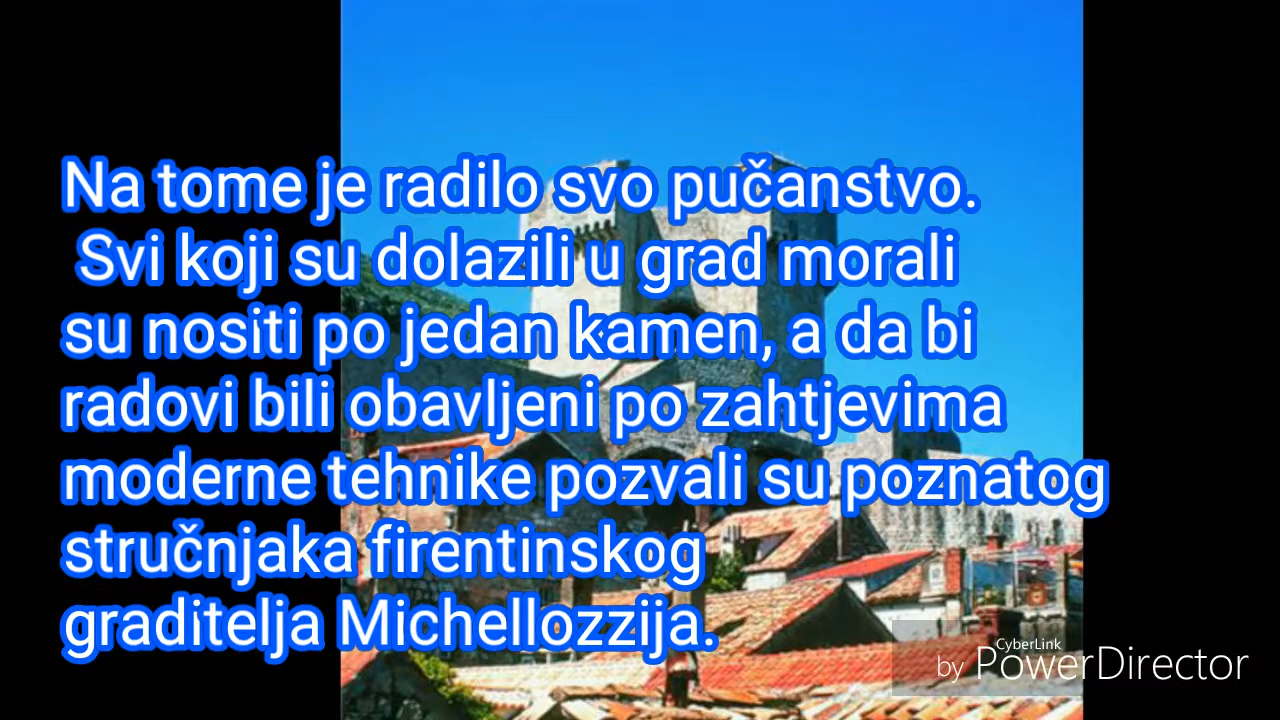 Na tome je radilo svo pučanstvo.
Svi koji su dolazili u grad morali
su nositi po jedan kamen, a da bi
radovi bili obavljeni po zahtjevima
moderne tehnike pozvali su poznatog
stručnjaka firentinskog
graditelja Michellozzija.
CyberLink
by PowerDirector